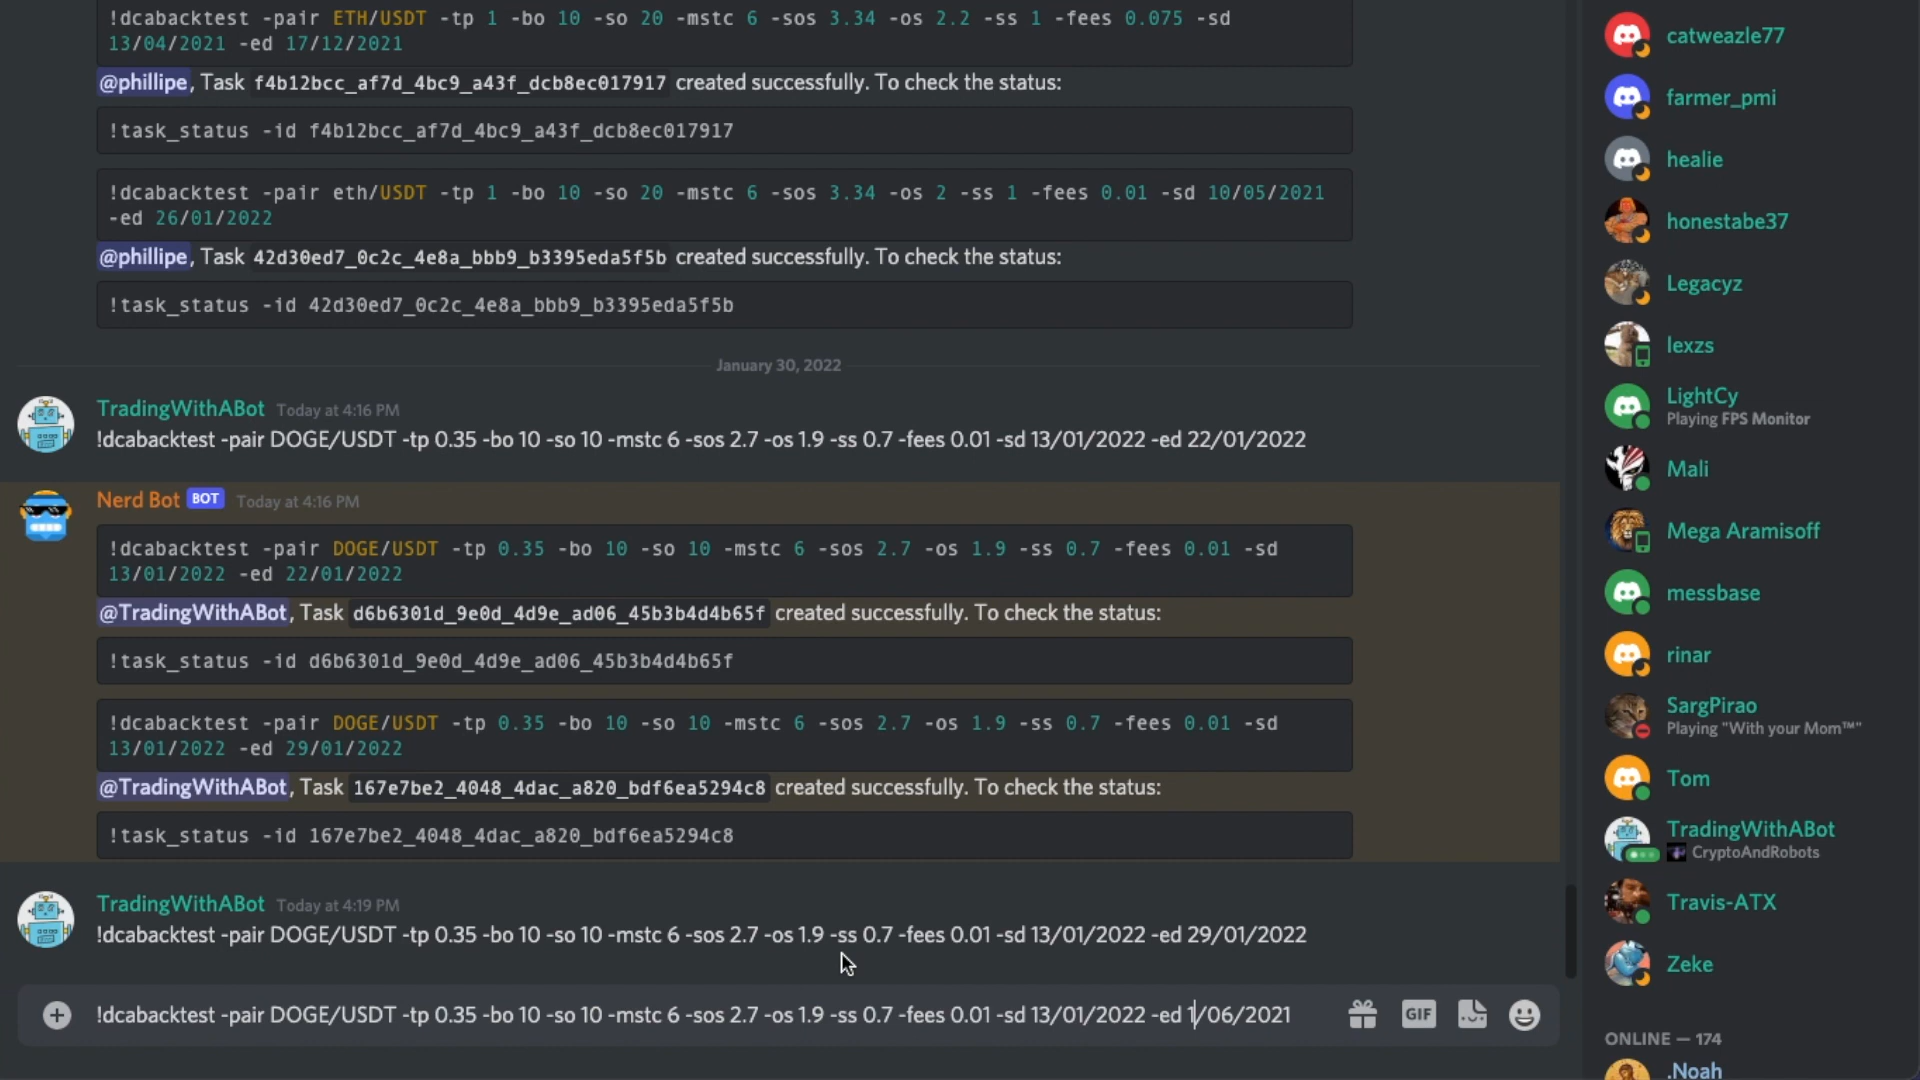 !dcabacktest -pair ETH/USDT -tp 1 -bo 10 -so 20 -mstc 6 -sos 3.34 -os 2.2 -ss 1 -fees 0.075 -sd
13/04/2021 -ed 17/12/2021
@phillipe, Task f4b12bcc_af7d_4bc9_a43f_dcb8ec017917 created successfully. To check the status:
!task_status -id f4b12bcc_af7d_4bc9_a43f_dcb8ec017917
!dcabacktest -pair eth/USDT -tp 1 -bo 10 -so 20 -mstc 6 -sos 3.34 -os 2 -ss 1 -fees 0.01 -sd 10/05/2021
-ed 26/01/2022
@phillipe, Task 42d30ed7_0c2c_4e8a_bbb9_b3395eda5f5b created successfully. To check the status:
!task_status -id 42d30ed7_0c2c_4e8a_bbb9_b3395eda5f5b
January 30, 2022
TradingWithABot Today at 4:16 PM
!dcabacktest -pair DOGE/USDT -tp 0.35 -bo 10 -so 10 -mstc 6 -sos 2.7 -os 1.9 -ss 0.7 -fees 0.01 -sd 13/01/2022 -ed 22/01/2022
Nerd Bot BOT Today at 4:16 PM
!dcabacktest -pair DOGE/USDT -tp 0.35 -bo 10 -so 10 -mstc 6 -sos 2.7 -os 1.9 -ss 0.7 -fees 0.01 -sd
13/01/2022 -ed 22/01/2022
@TradingWithABot, Task d6b6301d_9e0d_4d9e_ad06_45b3b4d4b65f created successfully. To check the status:
!task_status -id d6b6301d_9e0d_4d9e_ad06_45b3b4d4b65f
!dcabacktest -pair DOGE/USDT -tp 0.35 -bo 10 -so 10 -mstc 6 -sos 2.7 -os 1.9 -ss 0.7 -fees 0.01 -sd
13/01/2022 -ed 29/01/2022
@TradingWithABot, Task 167e7be2_4048_4dac_a820_bdf6ea5294c8 created successfully. To check the status:
!task_status -id 167e7be2_4048_4dac_a820_bdf6ea5294c8
TradingWithABot Today at 4:19 PM
!dcabacktest -pair DOGE/USDT -tp 0.35 -bo 10 -so 10 -mstc 6 -sos 2.7 -os 1.9 -ss 0.7 -fees 0.01 -sd 13/01/2022 -ed 29/01/2022
!dcabacktest -pair DOGE/USDT -tp 0.35 -bo 10 -so 10 -mstc 6 -sos 2.7 -os 1.9 -ss 0.7 -fees 0.01 -sd 13/01/2022 -ed 1/06/2021
GIF
catweazle77
farmer_pmi
healie
honestabe37
Legacyz
lexzs
LightCy
Playing FPS Monitor
Mali
Mega Aramisoff
messbase
rinar
SargPirao
Playing "With your Mom™"
Tom
TradingWithABot
CryptoAndRobots
Travis-ATX
Zeke
ONLINE — 174
.Noah